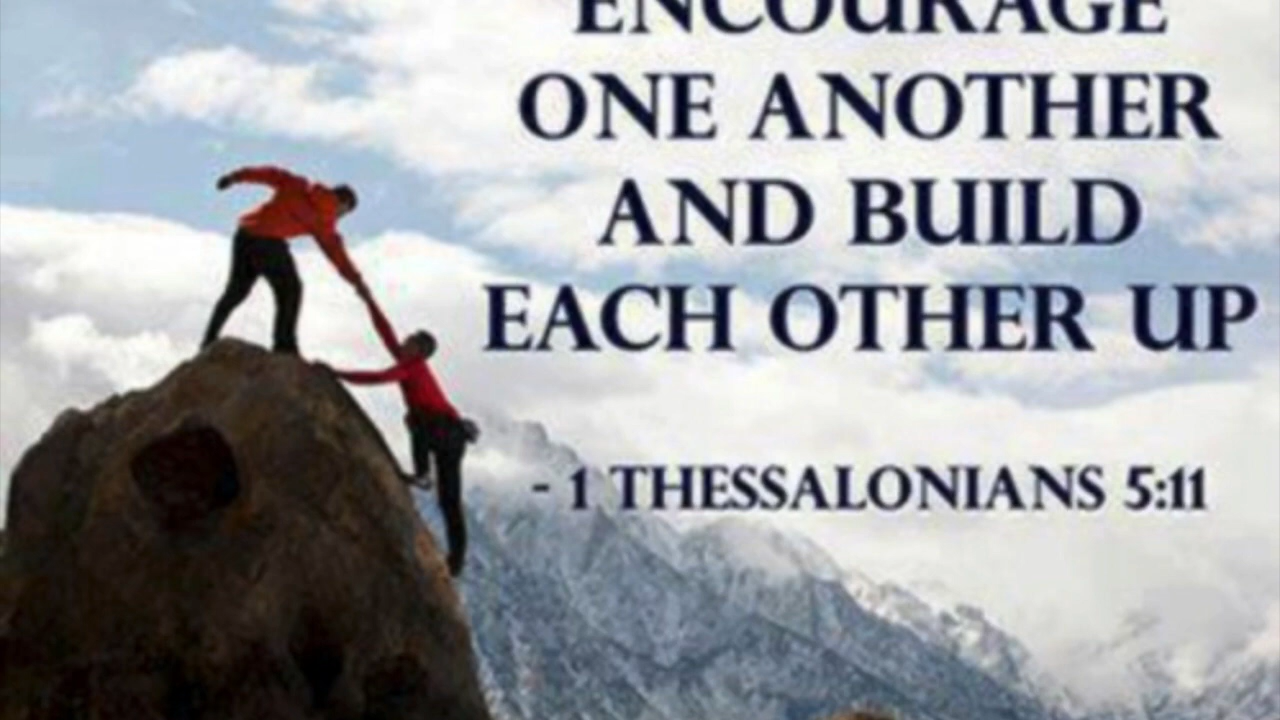 ENCOURAGE
ONE ANOTHER
AND BUILD
EACH OTHER UP
- 1 THESSALONIANS 5:11